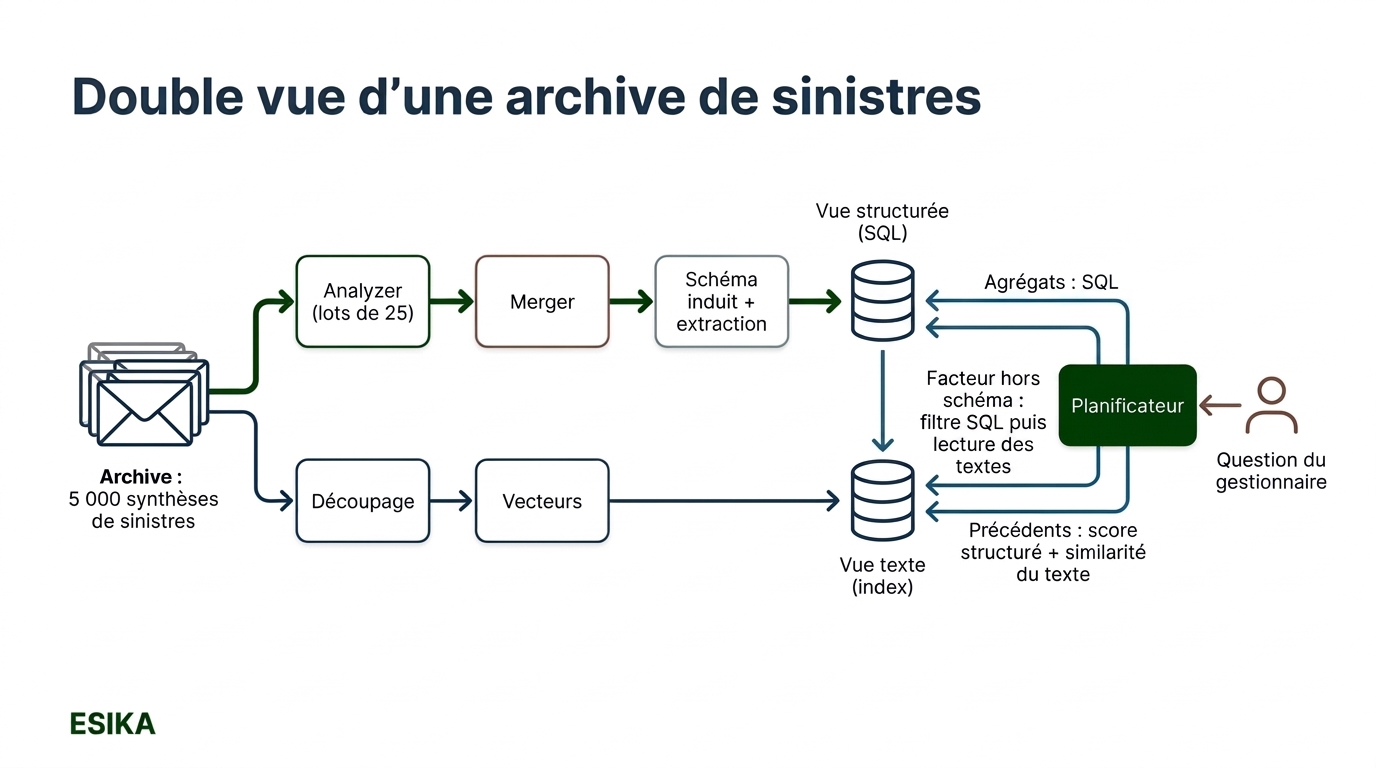 Double vue d’une archive de sinistres
Archive :
5 000 synthèses
de sinistres
Analyzer
(lots de 25)
Merger
Schéma
induit +
extraction
Vue structurée
(SQL)
Découpage
Vecteurs
Vue texte
(index)
Agrégats : SQL
Facteur hors
schéma :
filtre SQL puis
lecture des
textes
Précédents : score
structuré + similarité
du texte
Planificateur
Question du
gestionnaire
ESIKA